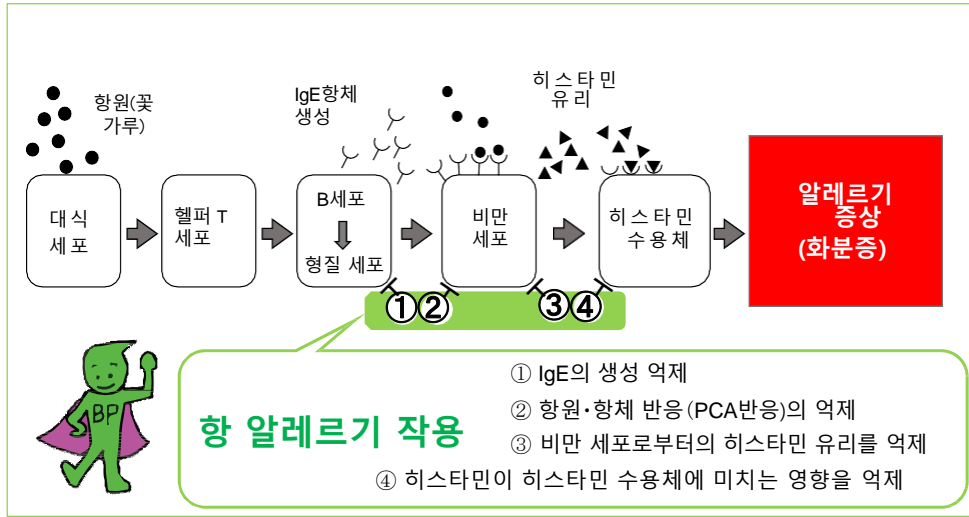 항원(꽃
가루)
IgE항체
생성
히스타민
유리
대식
세포
헬퍼 T
세포
B세포
형질 세포
비만
세포
히스타민
수용체
알레르기
증상
(화분증)
① ②
③ ④
BP
항 알레르기 작용
① IgE의 생성 억제
② 항원·항체 반응(PCA반응)의 억제
③ 비만 세포로부터의 히스타민 유리를 억제
④ 히스타민이 히스타민 수용체에 미치는 영향을 억제